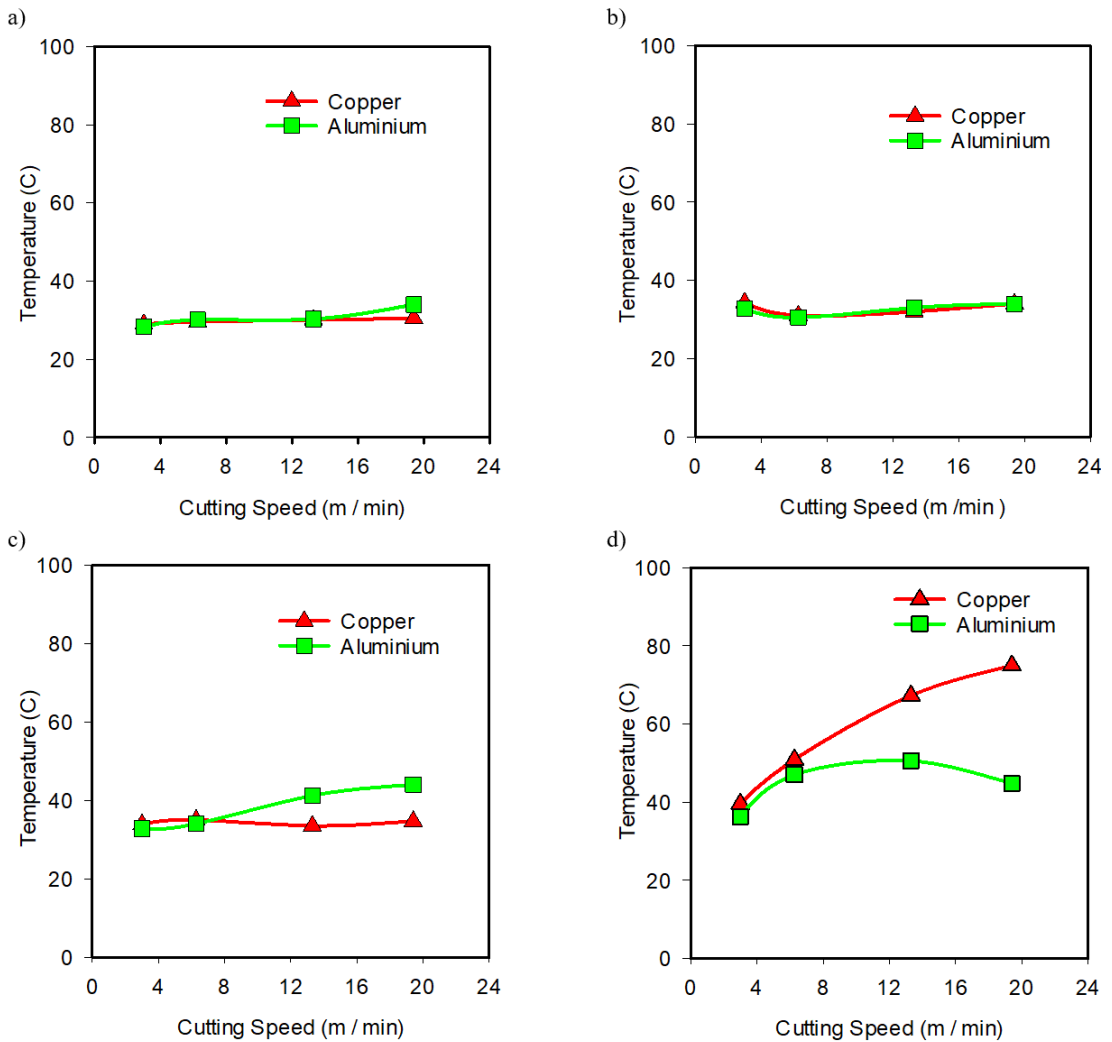 a)
100
80
60
40
20
0
Temperature (C)
Copper
Aluminium
0 4 8 12 16 20 24
Cutting Speed (m / min)
b)
100
80
60
40
20
0
Temperature (C)
Copper
Aluminium
0 4 8 12 16 20 24
Cutting Speed (m /min )
c)
100
80
60
40
20
0
Temperature (C)
Copper
Aluminium
0 4 8 12 16 20 24
Cutting Speed (m / min)
d)
100
80
60
40
20
0
Temperature (C)
Copper
Aluminium
0 4 8 12 16 20 24
Cutting Speed (m / min)